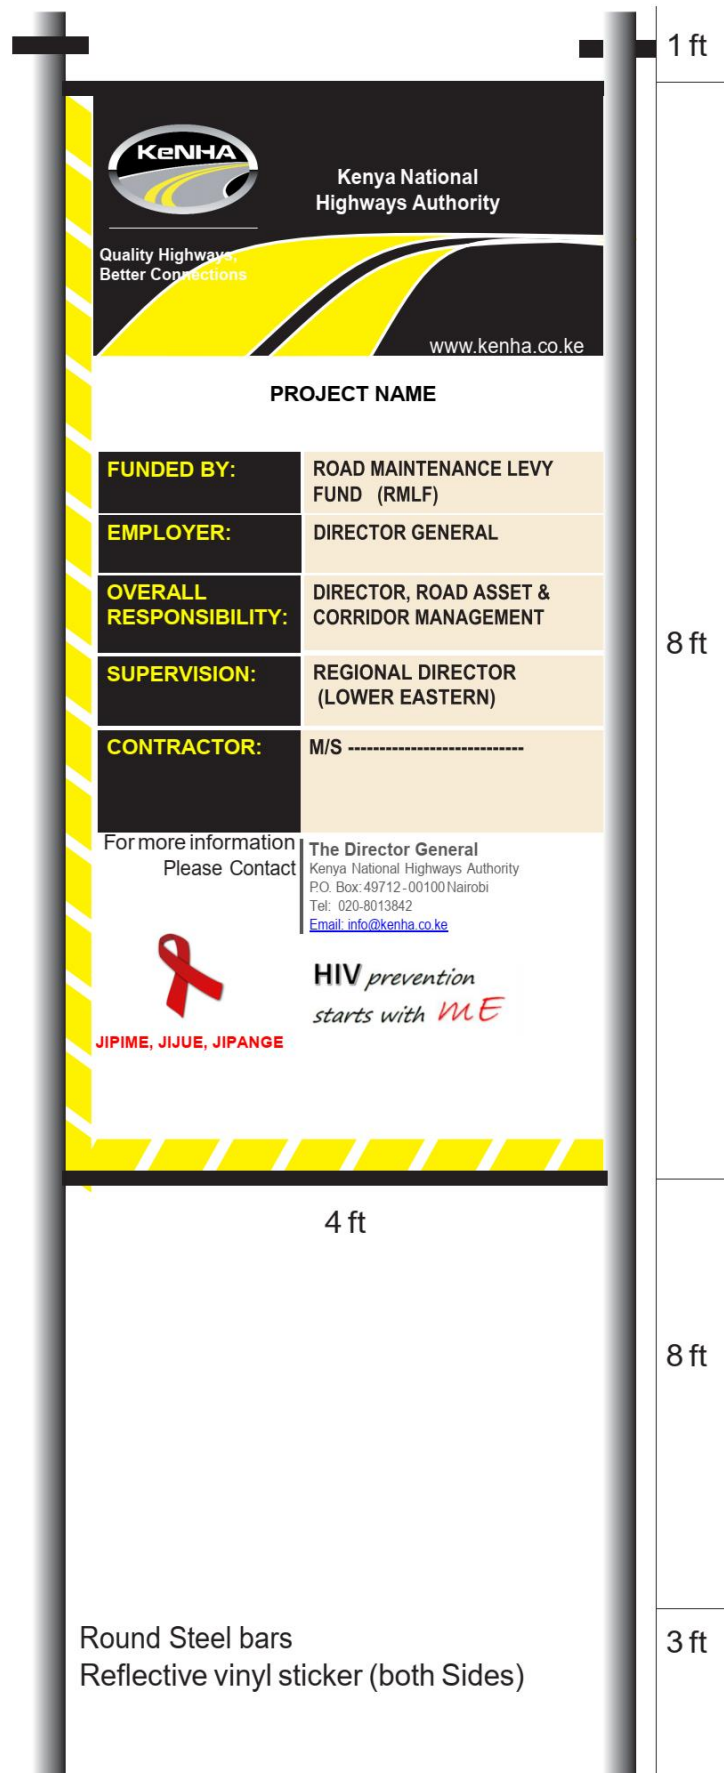 1 ft
KeNHA
Kenya National
Highways Authority
Quality Highways,
Better Connections
www.kenha.co.ke
PROJECT NAME
FUNDED BY:
ROAD MAINTENANCE LEVY
FUND (RMLF)
EMPLOYER:
DIRECTOR GENERAL
OVERALL
RESPONSIBILITY:
DIRECTOR, ROAD ASSET &
CORRIDOR MANAGEMENT
8 ft
SUPERVISION:
REGIONAL DIRECTOR
(LOWER EASTERN)
CONTRACTOR:
M/S ----------------------------
For more information
Please Contact
The Director General
Kenya National Highways Authority
P.O. Box: 49712 - 00100 Nairobi
Tel: 020-8013842
Email: info@kenha.co.ke
HIV prevention
starts with ME
JIPIME, JIJUE, JIPANGE
4 ft
8 ft
Round Steel bars
Reflective vinyl sticker (both Sides)
3 ft